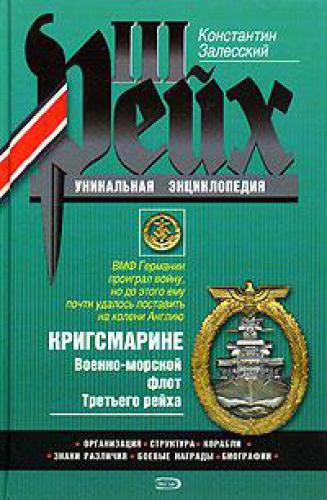 Константин
Залесский
III
Рейх
УНИКАЛЬНАЯ ЭНЦИКЛОПЕДИЯ
ВМФ Германии
проиграл войну,
но до этого ему
почти удалось поставить
на колени Англию
КРИГСМАРИНЕ
Военно-морской
флот
Третьего рейха
• ОРГАНИЗАЦИЯ • СТРУКТУРА • КОРАБЛИ •
• ЗНАКИ РАЗЛИЧИЯ • БОЕВЫЕ НАГРАДЫ • БИОГРАФИИ •
ЭКСМО